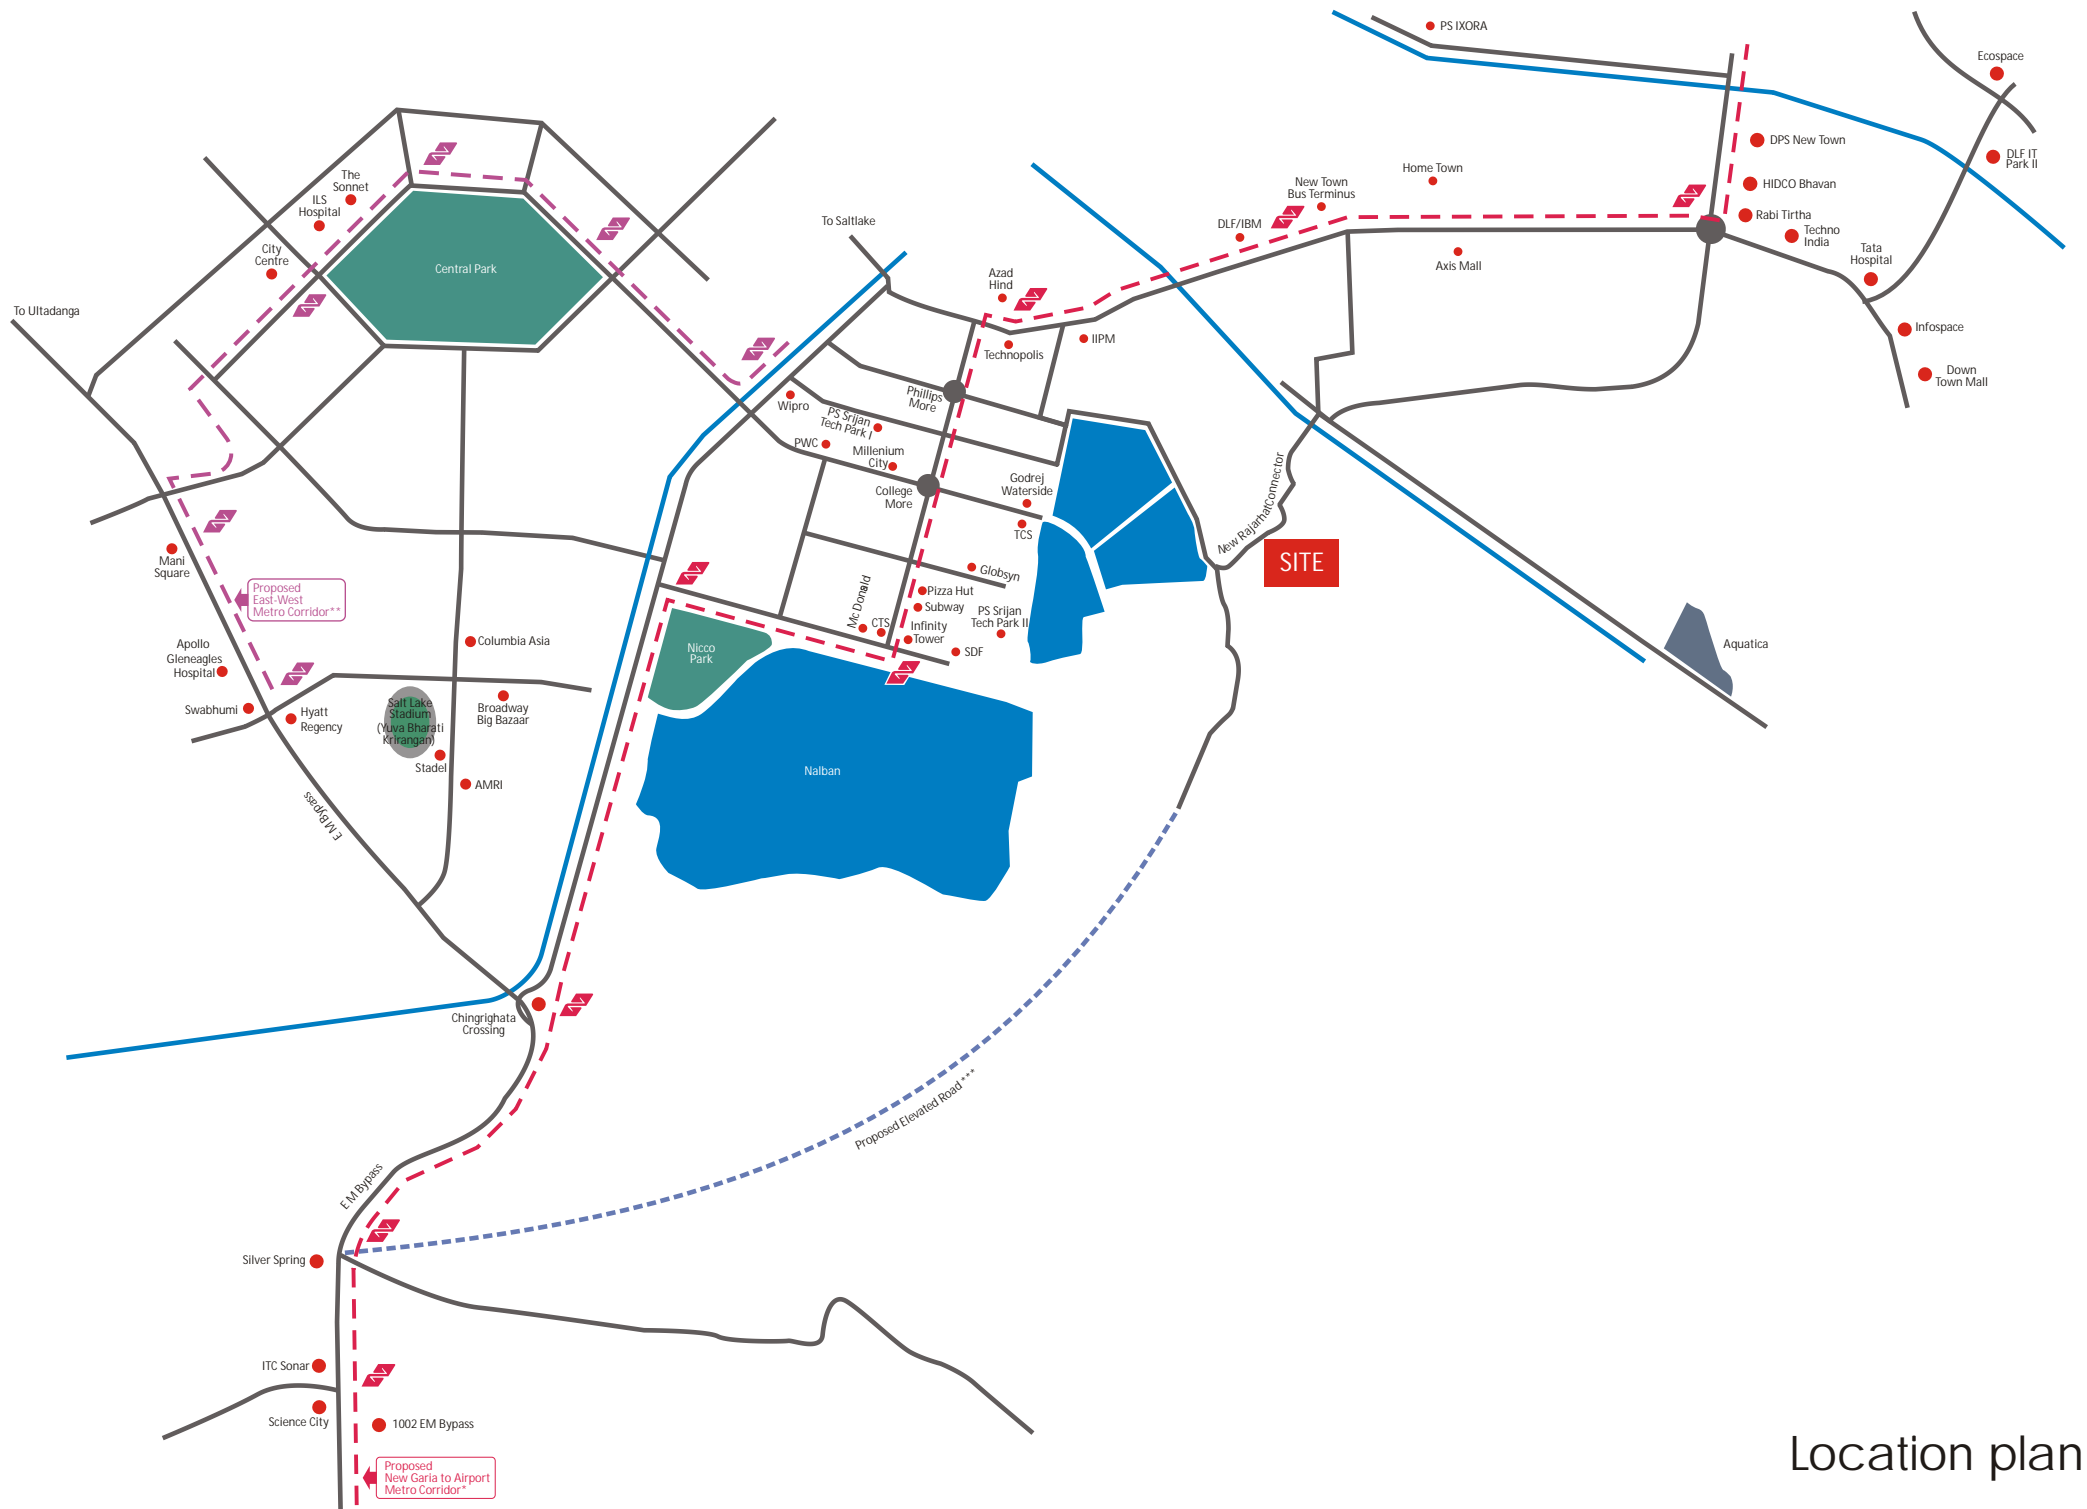 PS IXORA
Ecospace
DPS New Town
DLF IT
Park II
Home Town
HIDCO Bhavan
New Town
Bus Terminus
The
Sonnet
ILS
Hospital
Rabi Tirtha
Techno
India
To Saltlake
DLF/IBM
City
Centre
Central Park
Axis Mall
Tata
Hospital
Azad
Hind
To Ultadanga
Infospace
IIPM
Technopolis
Down
Town Mall
Phillips
More
Wipro
PS Srijan
Tech Park I
PWC
Millenium
City
College
More
Godrej
Waterside
TCS
New Rajarhat Connector
SITE
Mani
Square
Globsyn
Proposed
East-West
Metro Corridor**
Mc Donald
Pizza Hut
Subway
CTS
Infinity
Tower
PS Srijan
Tech Park II
SDF
Columbia Asia
Nicco
Park
Aquatica
Apollo
Gleneagles
Hospital
Swabhumi
Hyatt
Regency
Salt Lake
Stadium
(Yuva Bharati
Krirangan)
Broadway
Big Bazaar
Stadel
AMRI
Nalban
E M Bypass
Chingrighata
Crossing
Proposed Elevated Road ***
E M Bypass
Silver Spring
ITC Sonar
Science City
1002 EM Bypass
Proposed
New Garia to Airport
Metro Corridor*
Location plan